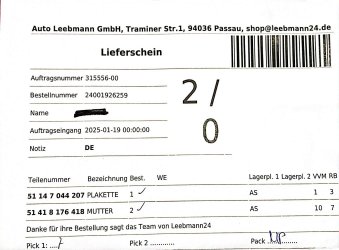 Auto Leebmann GmbH, Traminer Str.1, 94036 Passau, shop@leebmann24.de
Lieferschein
Auftragsnummer 315556-00
Bestellnummer 24001926259
2 / 0
Name
Auftragseingang 2025-01-19 00:00:00
Notiz DE
Teilenummer Bezeichnung Best. WE Lagerpl. 1 Lagerpl. 2 VVM RB
51 14 7 044 207 PLAKETTE 1 ✓ AS 1 3
51 41 8 176 418 MUTTER 2 ✓ AS 10 7
Danke für Ihre Bestellung sagt das Team von Leebmann24
Pick 1: ...... Pick 2 ............ Pack ............